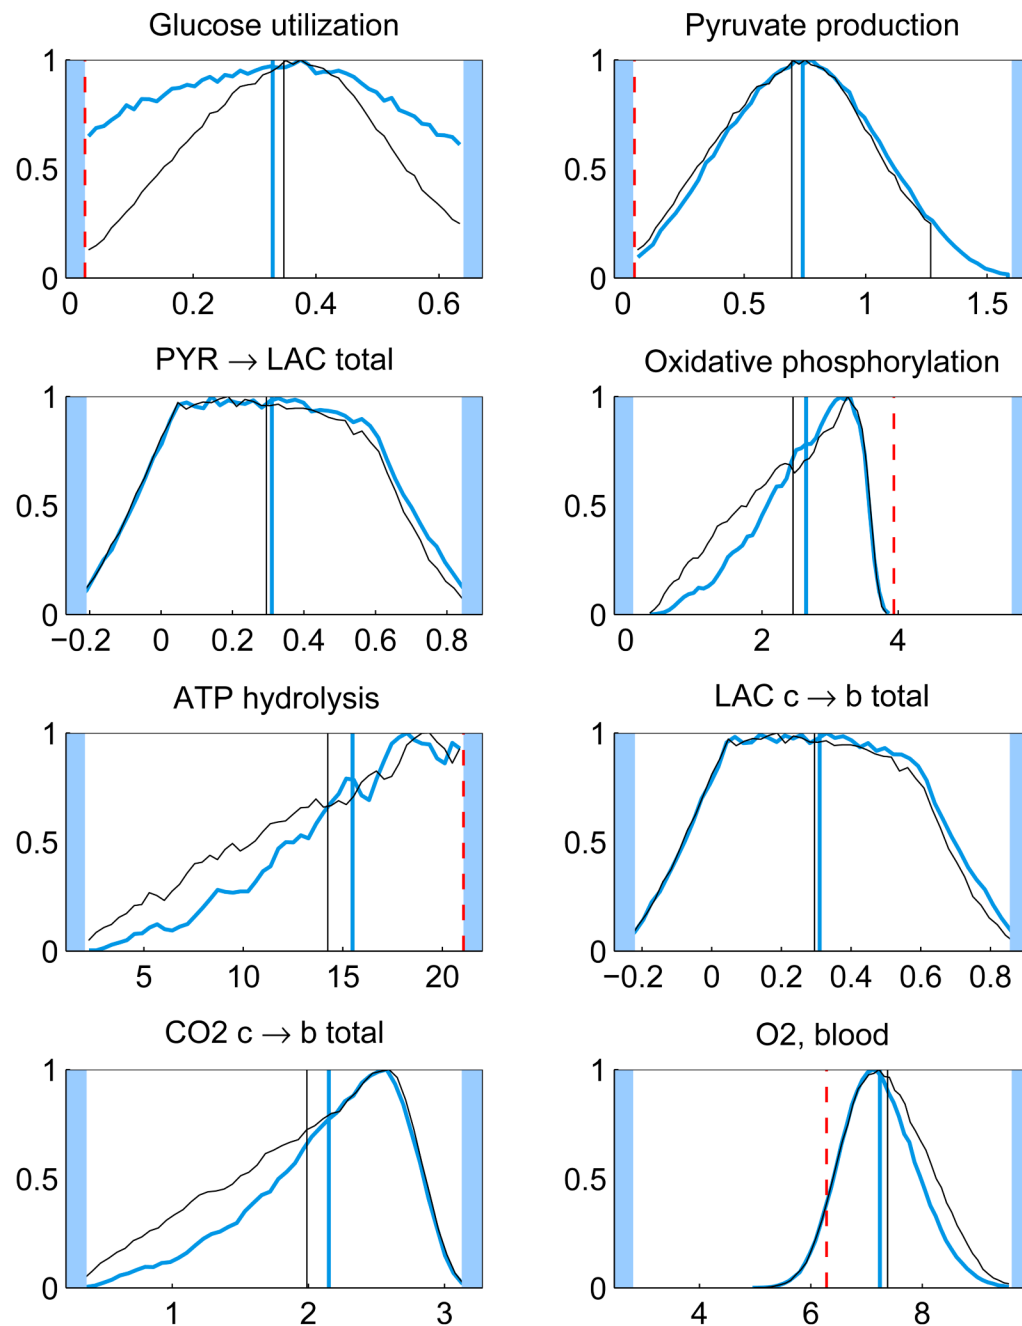 Glucose utilization
1
0.5
0
0 0.2 0.4 0.6
Pyruvate production
1
0.5
0
0 0.5 1 1.5
PYR → LAC total
1
0.5
0
−0.2 0 0.2 0.4 0.6 0.8
Oxidative phosphorylation
1
0.5
0
0 2 4
ATP hydrolysis
1
0.5
0
5 10 15 20
LAC c → b total
1
0.5
0
−0.2 0 0.2 0.4 0.6 0.8
CO2 c → b total
1
0.5
0
1 2 3
O2, blood
1
0.5
0
4 6 8